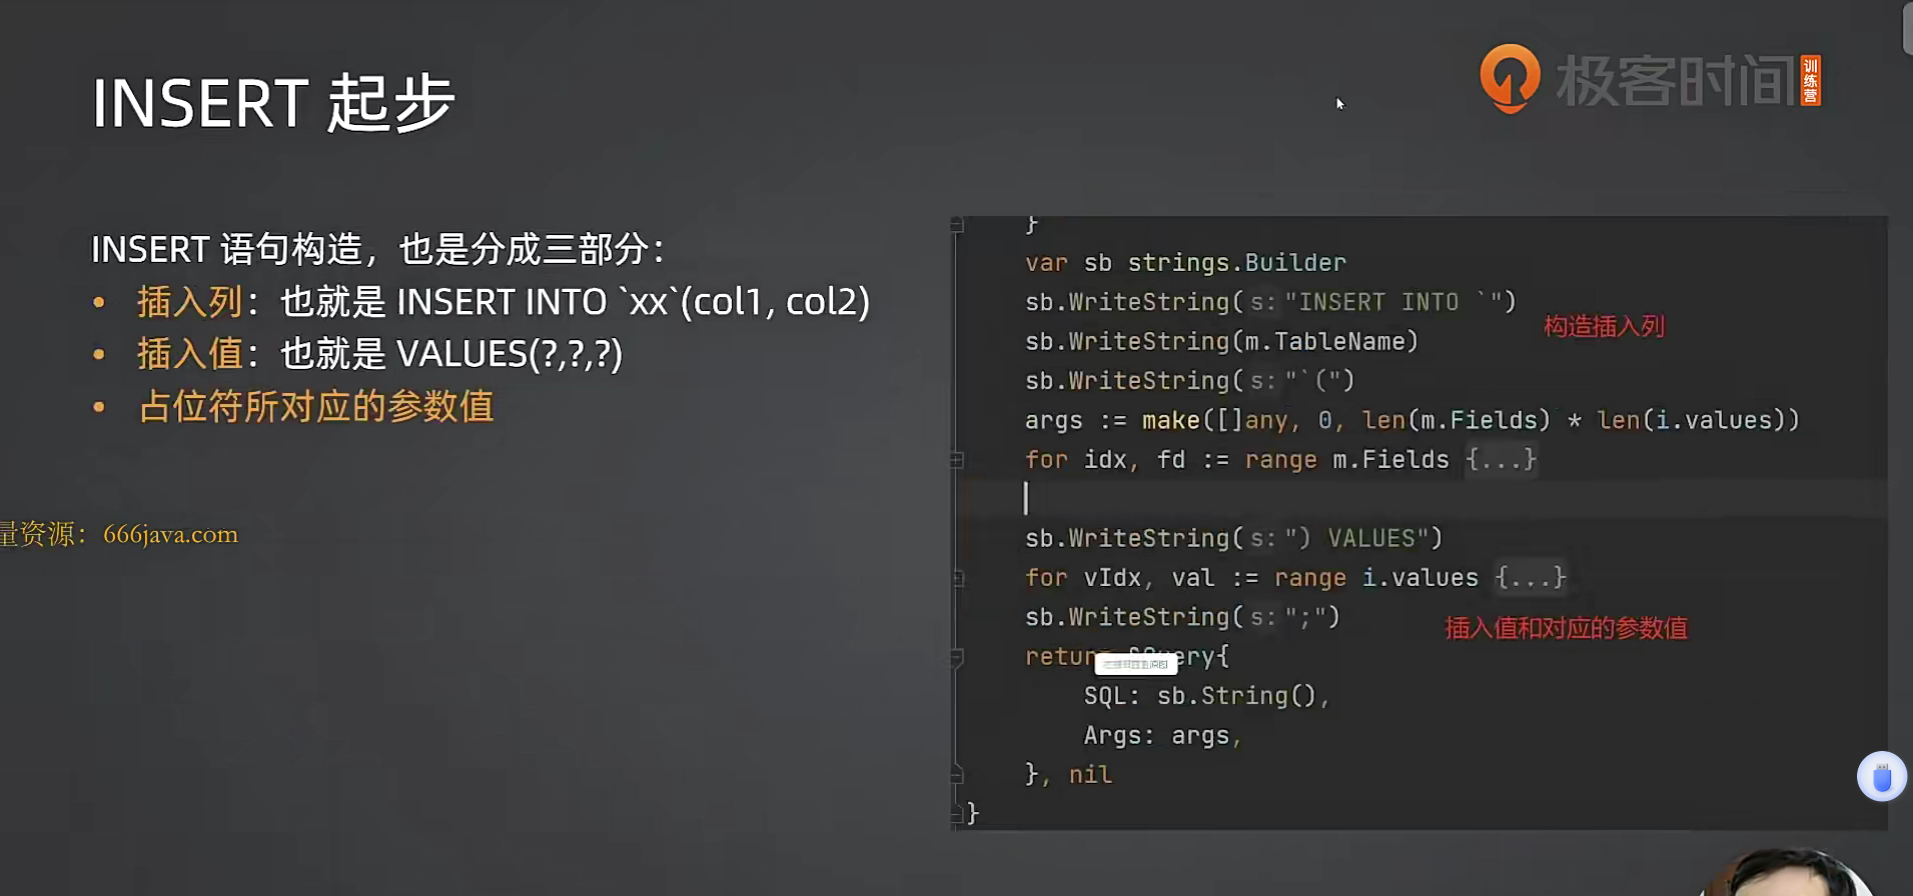 INSERT 起步
极客时间
训练营
INSERT 语句构造，也是分成三部分：
• 插入列：也就是 INSERT INTO `xx`(col1, col2)
• 插入值：也就是 VALUES(?,?,?)
• 占位符所对应的参数值
量资源：666java.com
}
var sb strings.Builder
sb.WriteString( s: "INSERT INTO `")
构造插入列
sb.WriteString(m.TableName)
sb.WriteString( s: "`(")
args := make([]any, 0, len(m.Fields) * len(i.values))
for idx, fd := range m.Fields {...}
sb.WriteString( s: ") VALUES")
for vIdx, val := range i.values {...}
sb.WriteString( s: ";")
插入值和对应的参数值
return &Query{
SQL: sb.String(),
Args: args,
}, nil
}